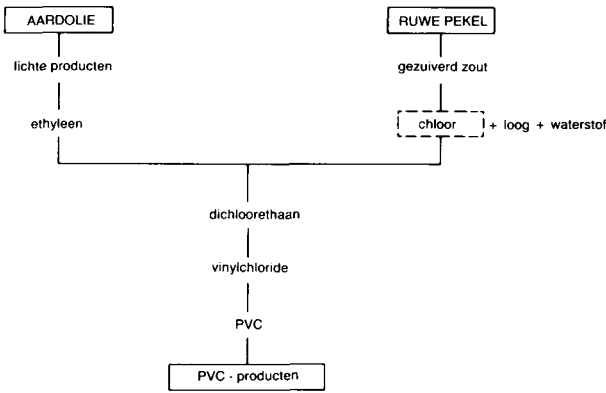 AARDOLIE
RUWE PEKEL
lichte producten
gezuiverd zout
ethyleen
chloor + loog + waterstof
dichloorethaan
vinylchloride
PVC
PVC - producten